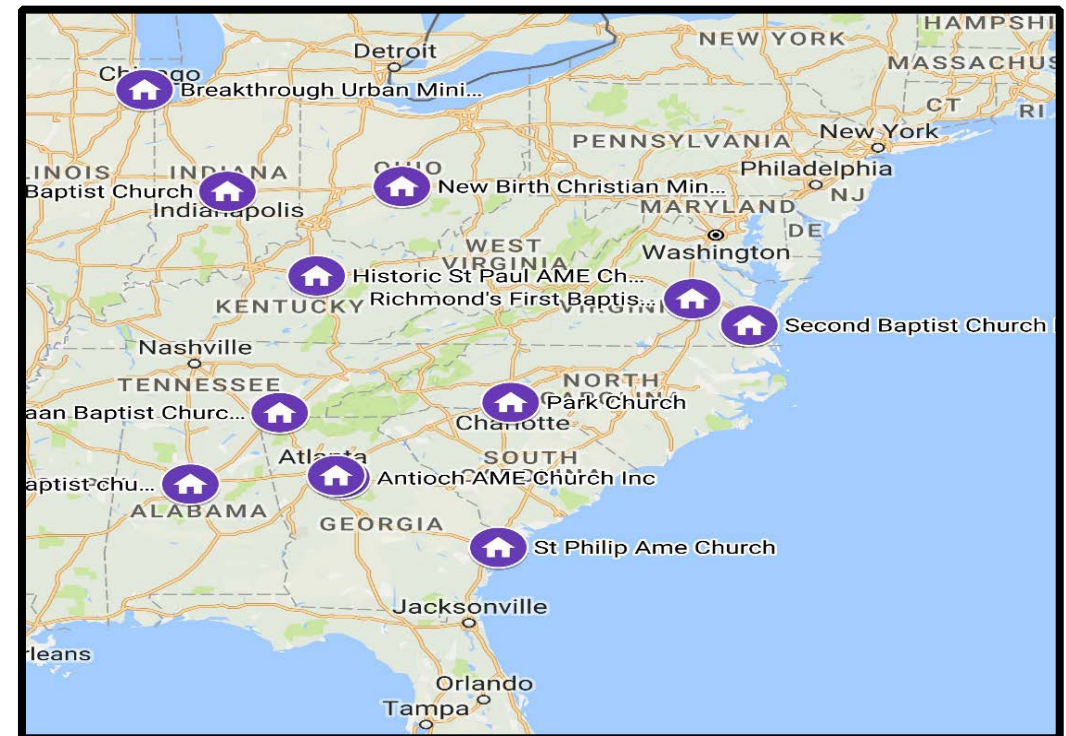 HAMPSHI
NEW YORK
Detroit
MASSACHUS
Chicago
Breakthrough Urban Mini...
CT
RI
New York
PENNSYLVANIA
Philadelphia
LINOIS
INDIANA
OHIO
Baptist Church
New Birth Christian Min...
NJ
Indianapolis
MARYLAND
DE
WEST
VIRGINIA
Washington
Historic St Paul AME Ch...
KENTUCKY
Richmond's First Baptis...
VIRGINI
Second Baptist Church
Nashville
TENNESSEE
NORTH
CAROLIN
aan Baptist Churc...
Park Church
Charlotte
Atlanta
SOUTH
aptist chu...
Antioch AME Church Inc
ALABAMA
GEORGIA
St Philip Ame Church
Jacksonville
rleans
Orlando
Tampa